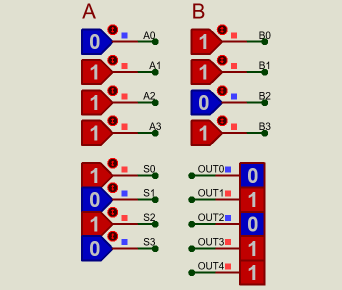 A B
0 A0 1 B0
1 A1 1 B1
1 A2 0 B2
1 A3 1 B3
1 S0 OUT0 0
0 S1 OUT1 1
1 S2 OUT2 0
0 S3 OUT3 1
OUT4 1